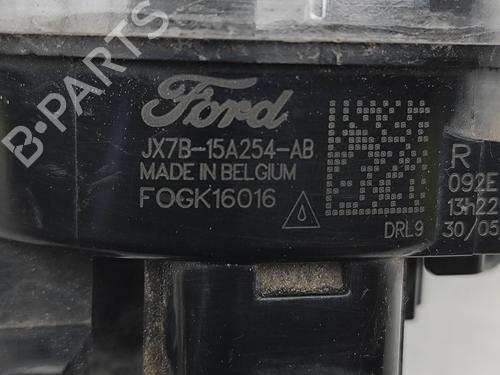 B-PARTS
Ford
JX7B-15A254-AB
MADE IN BELGIUM
FOGK16016
DRL9
R
092E
13h22
30/05